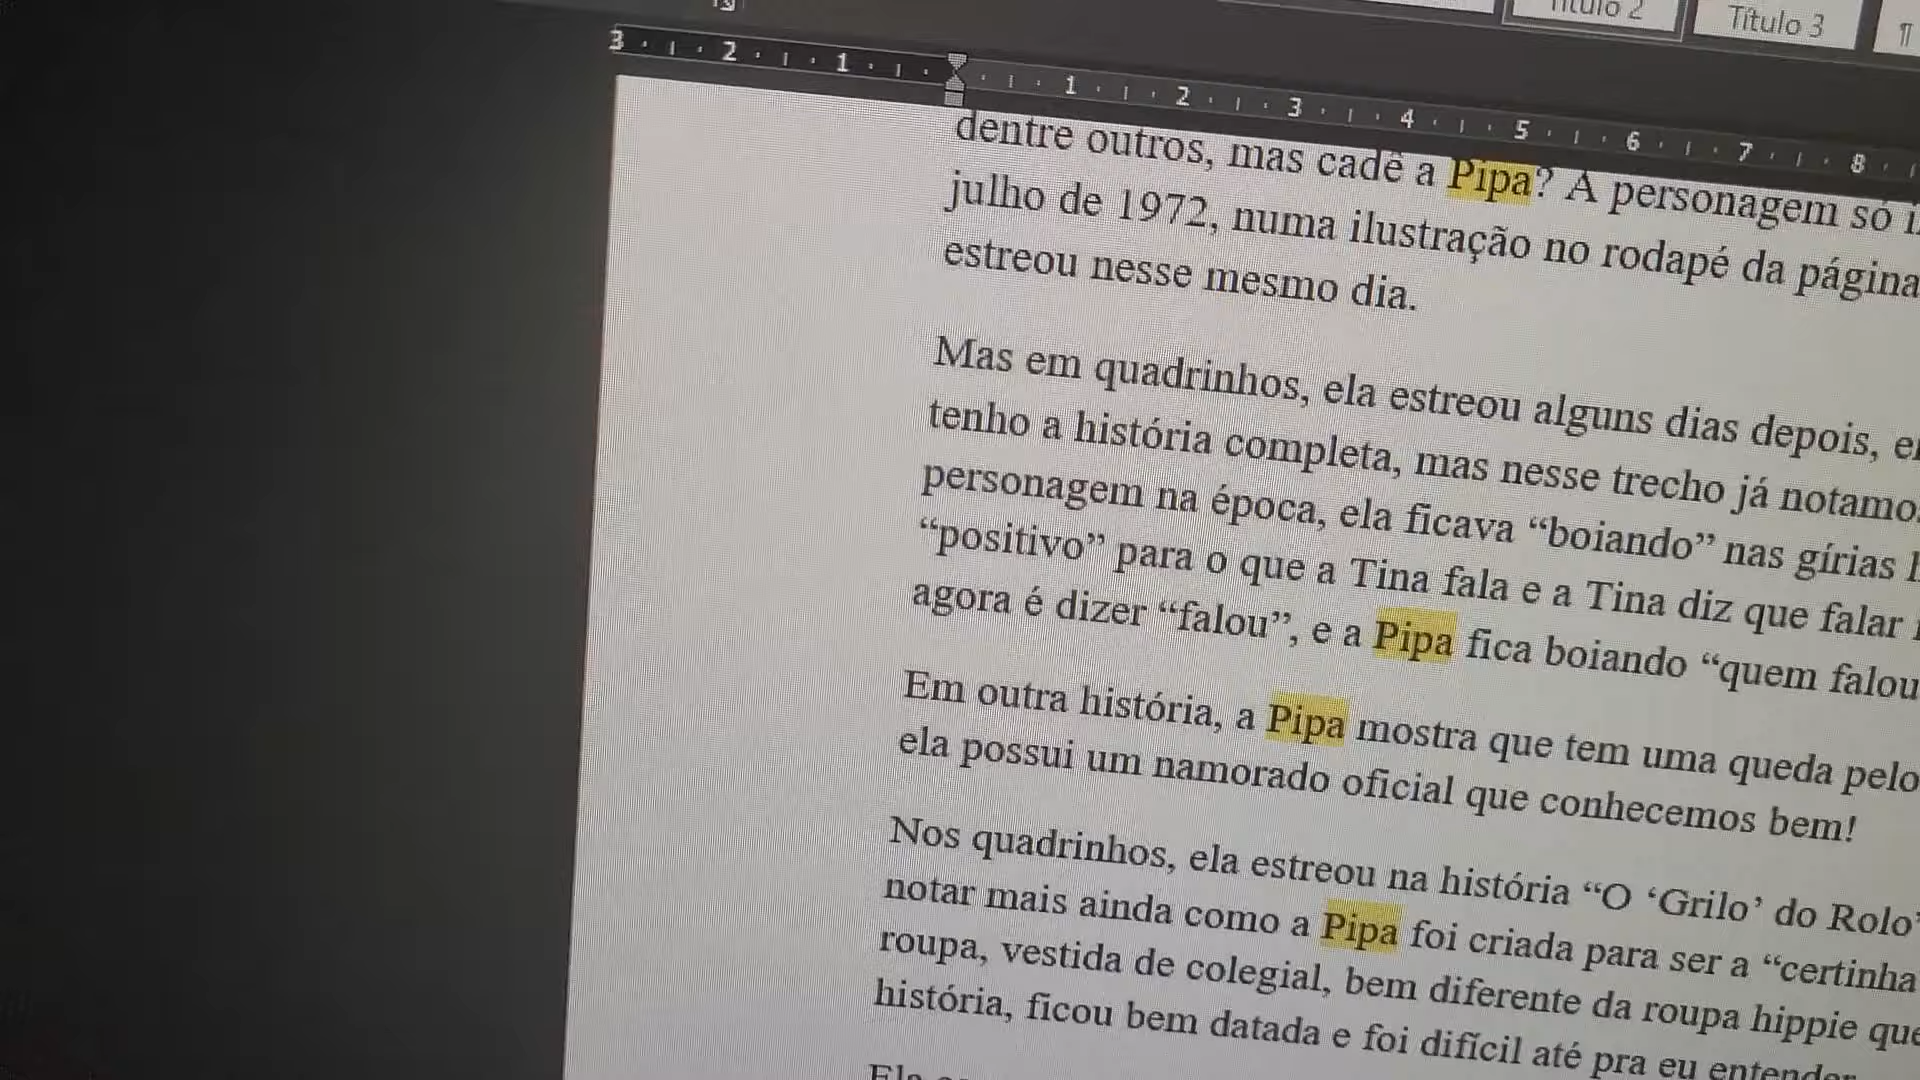 Título 2
Título 3
¶
3 2 1 1 2 3 4 5 6 7 8
dentre outros, mas cadê a Pipa? A personagem só
julho de 1972, numa ilustração no rodapé da página
estreou nesse mesmo dia.
Mas em quadrinhos, ela estreou alguns dias depois,
tenho a história completa, mas nesse trecho já
personagem na época, ela ficava “boiando” nas gírias
“positivo” para o que a Tina fala e a Tina diz que falar
agora é dizer “falou”, e a Pipa fica boiando “quem falou
Em outra história, a Pipa mostra que tem uma queda pelo
ela possui um namorado oficial que conhecemos bem!
Nos quadrinhos, ela estreou na história “O ‘Grilo’ do Rolo”
notar mais ainda como a Pipa foi criada para ser a “certinha
roupa, vestida de colegial, bem diferente da roupa hippie que
história, ficou bem datada e foi difícil até pra eu entender
Ela